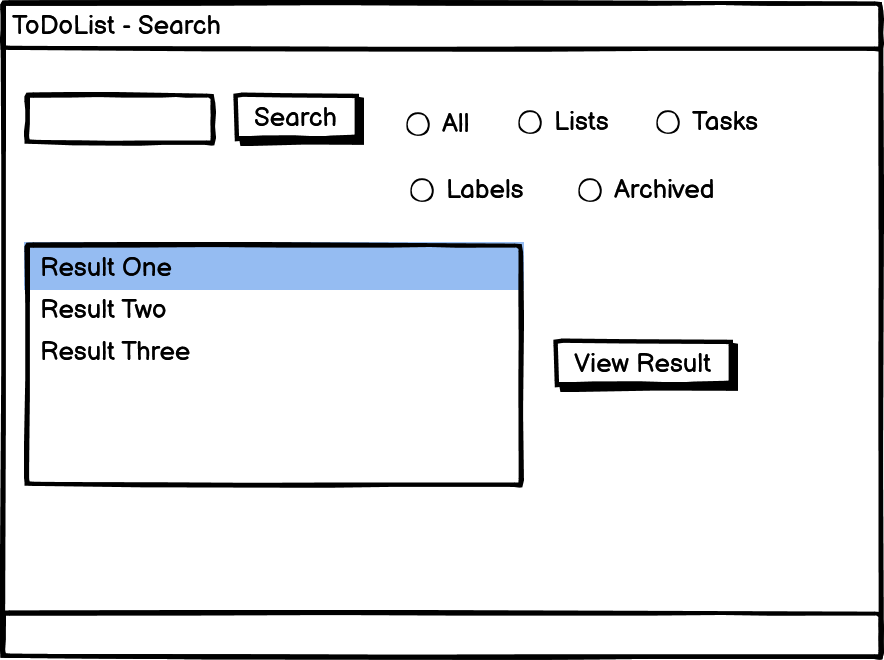 ToDoList - Search
Search
All
Lists
Tasks
Labels
Archived
Result One
Result Two
Result Three
View Result